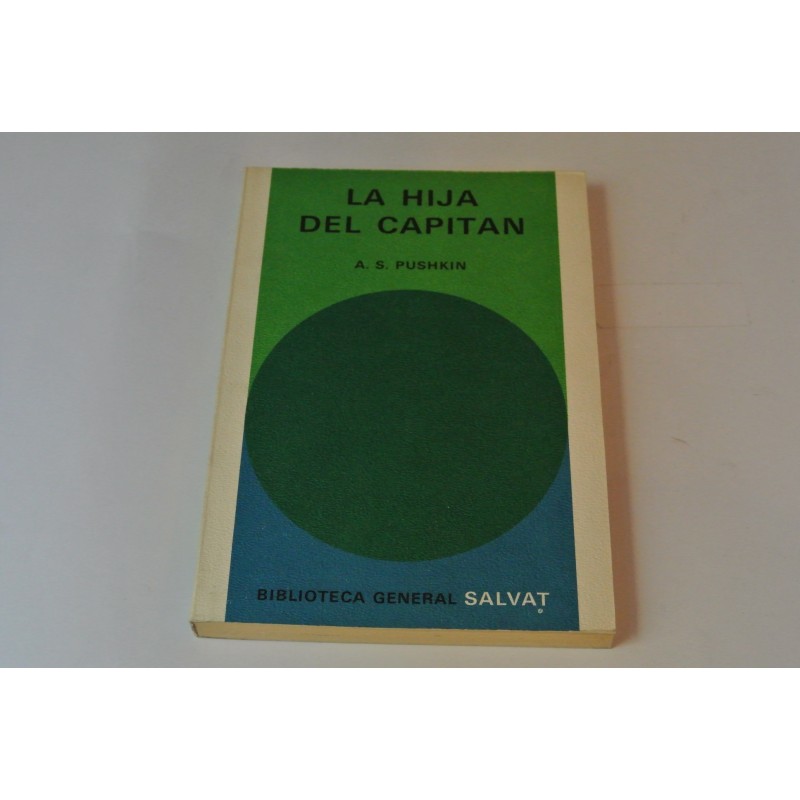 LA HIJA
DEL CAPITAN
A. S. PUSHKIN
BIBLIOTECA GENERAL SALVAT